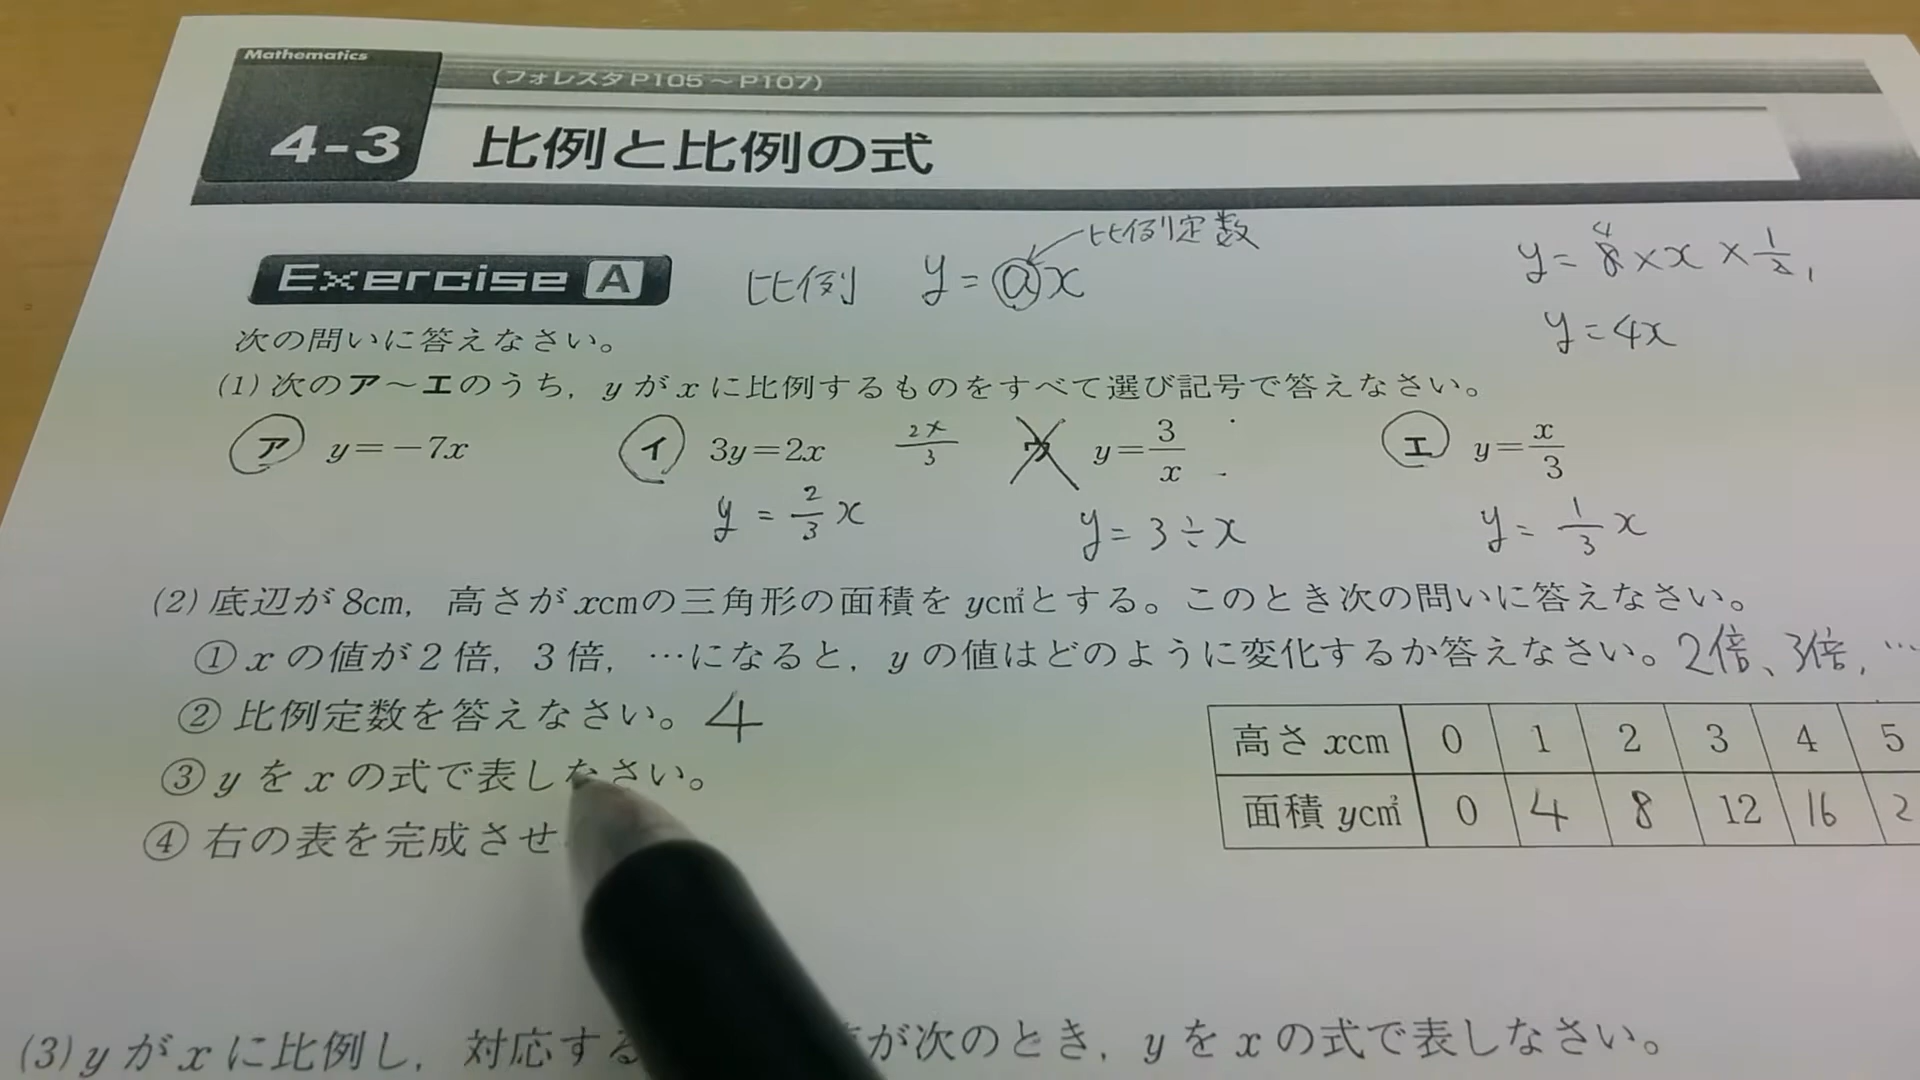 Mathematics
(フォレスタP105～P107)
4-3 比例と比例の式
Exercise A 比例 y=ax 比例定数
y=8×x×1/2
4 1
y=4x
次の問いに答えなさい。
(1) 次のア～エのうち, yがxに比例するものをすべて選び記号で答えなさい。
ア y=-7x イ 3y=2x 2x/3 ウ y=3/x エ y=x/3
y=2/3x y=3÷x y=1/3x
(2) 底辺が8cm, 高さがxcmの三角形の面積をycm²とする。このとき次の問いに答えなさい。
① xの値が2倍, 3倍, …になると, yの値はどのように変化するか答えなさい。2倍、3倍, …
② 比例定数を答えなさい。4
③ yをxの式で表しなさい。
④ 右の表を完成させ
高さ xcm 0 1 2 3 4 5
面積 ycm² 0 4 8 12 16 2
(3) yがxに比例し, 対応する が次のとき, yをxの式で表しなさい。